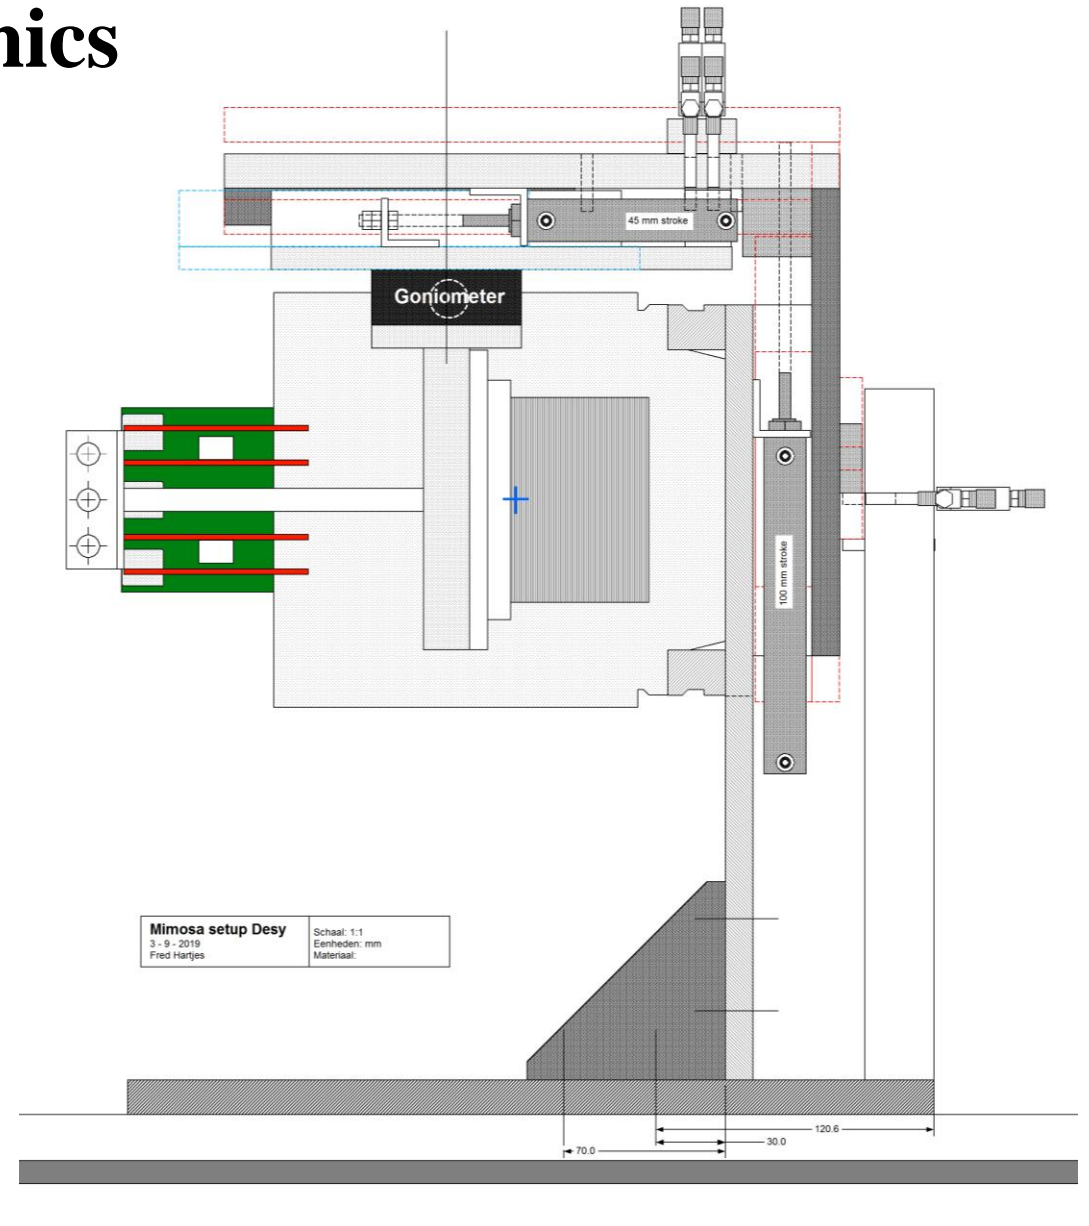 nics
45 mm stroke
Goniometer
100 mm stroke
Mimosa setup Desy
3 - 9 - 2019
Fred Hartjes
Schaal: 1:1
Eenheden: mm
Materiaal:
120.6
30.0
70.0